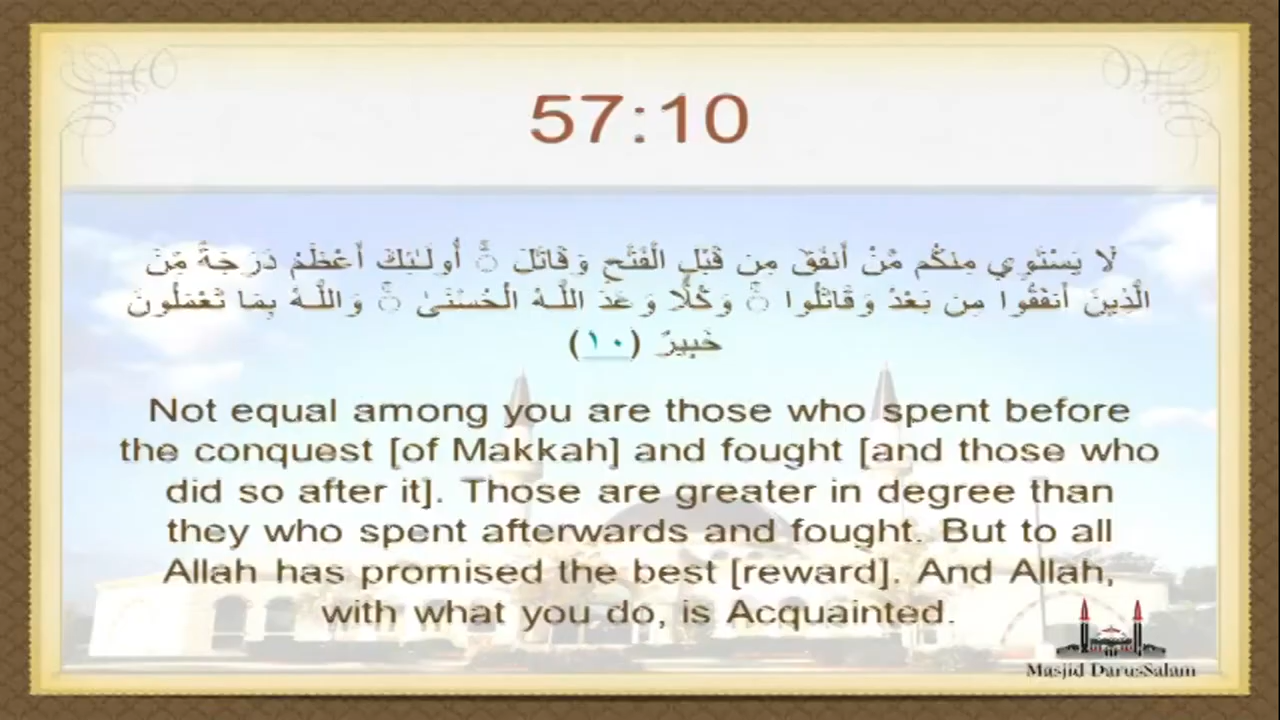 57:10
لَا يَسْتَوِي مِنكُم مَّنْ أَنفَقَ مِن قَبْلِ الْفَتْحِ وَقَاتَلَ ۚ أُولَـٰئِكَ أَعْظَمُ دَرَجَةً مِّنَ
الَّذِينَ أَنفَقُوا مِن بَعْدُ وَقَاتَلُوا ۚ وَكُلًّا وَعَدَ اللَّـهُ الْحُسْنَىٰ ۚ وَاللَّـهُ بِمَا تَعْمَلُونَ
خَبِيرٌ ﴿١٠﴾
Not equal among you are those who spent before
the conquest [of Makkah] and fought [and those who
did so after it]. Those are greater in degree than
they who spent afterwards and fought. But to all
Allah has promised the best [reward]. And Allah,
with what you do, is Acquainted.
Masjid DarusSalam